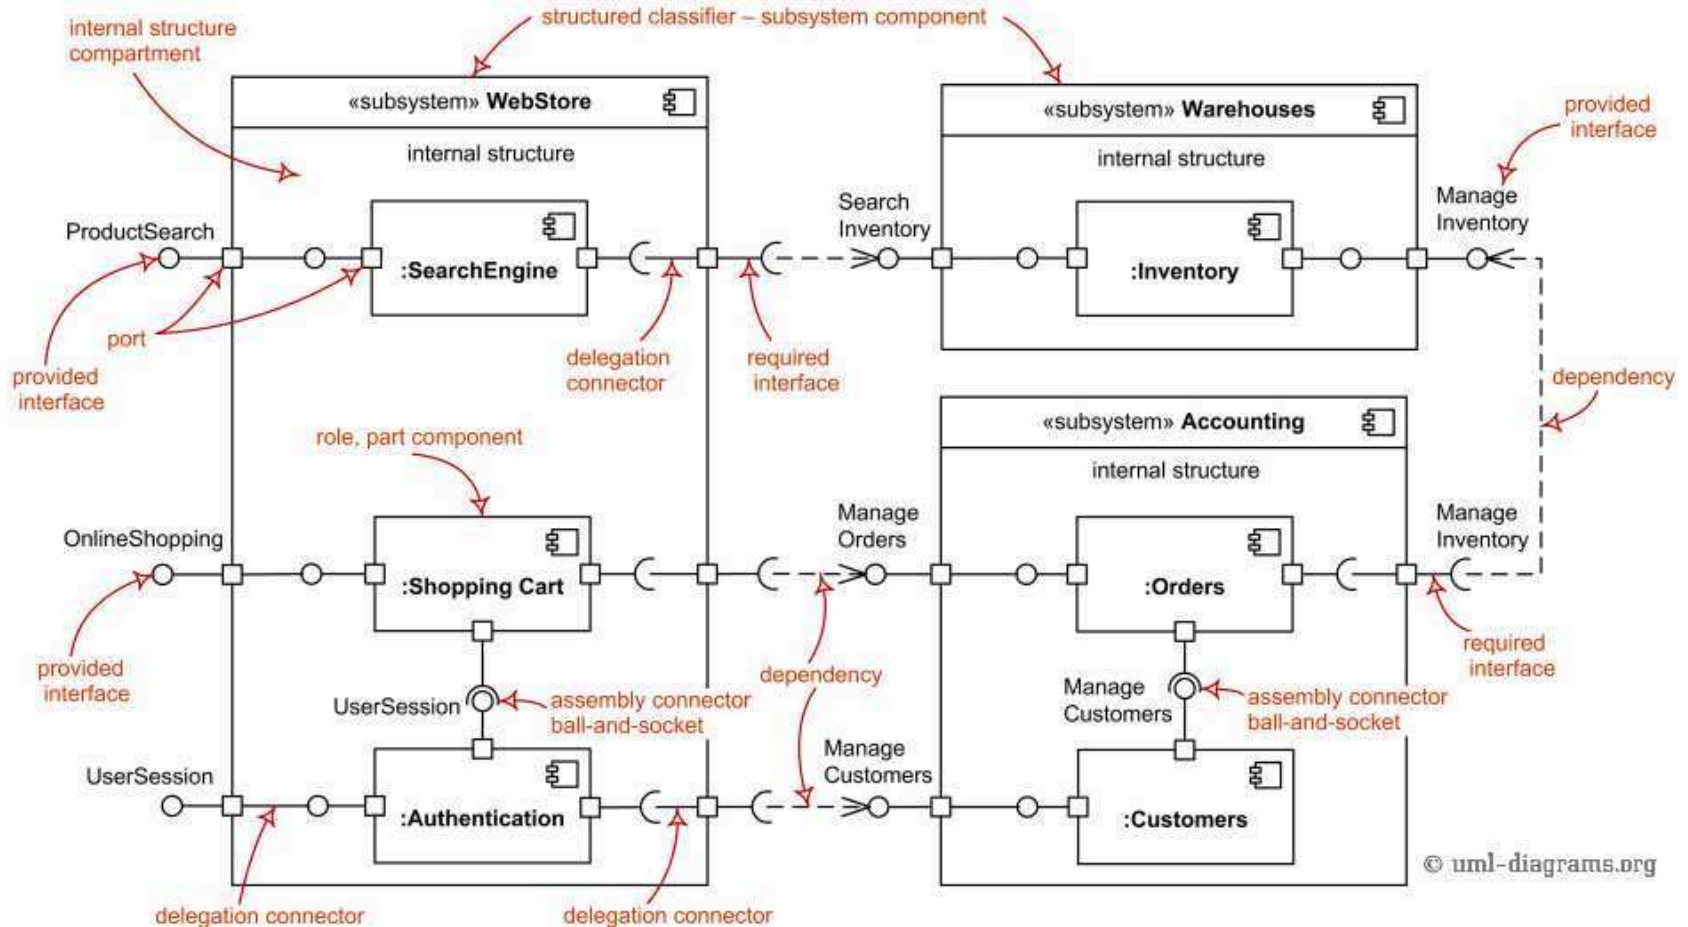 structured classifier – subsystem component
internal structure
compartment
«subsystem» WebStore
«subsystem» Warehouses
provided
interface
internal structure
internal structure
ProductSearch
:SearchEngine
Search
Inventory
:Inventory
Manage
Inventory
port
provided
interface
delegation
connector
required
interface
dependency
«subsystem» Accounting
role, part component
internal structure
OnlineShopping
:Shopping Cart
Manage
Orders
:Orders
Manage
Inventory
provided
interface
dependency
required
interface
UserSession
assembly connector
ball-and-socket
Manage
Customers
assembly connector
ball-and-socket
UserSession
:Authentication
Manage
Customers
:Customers
© uml-diagrams.org
delegation connector
delegation connector